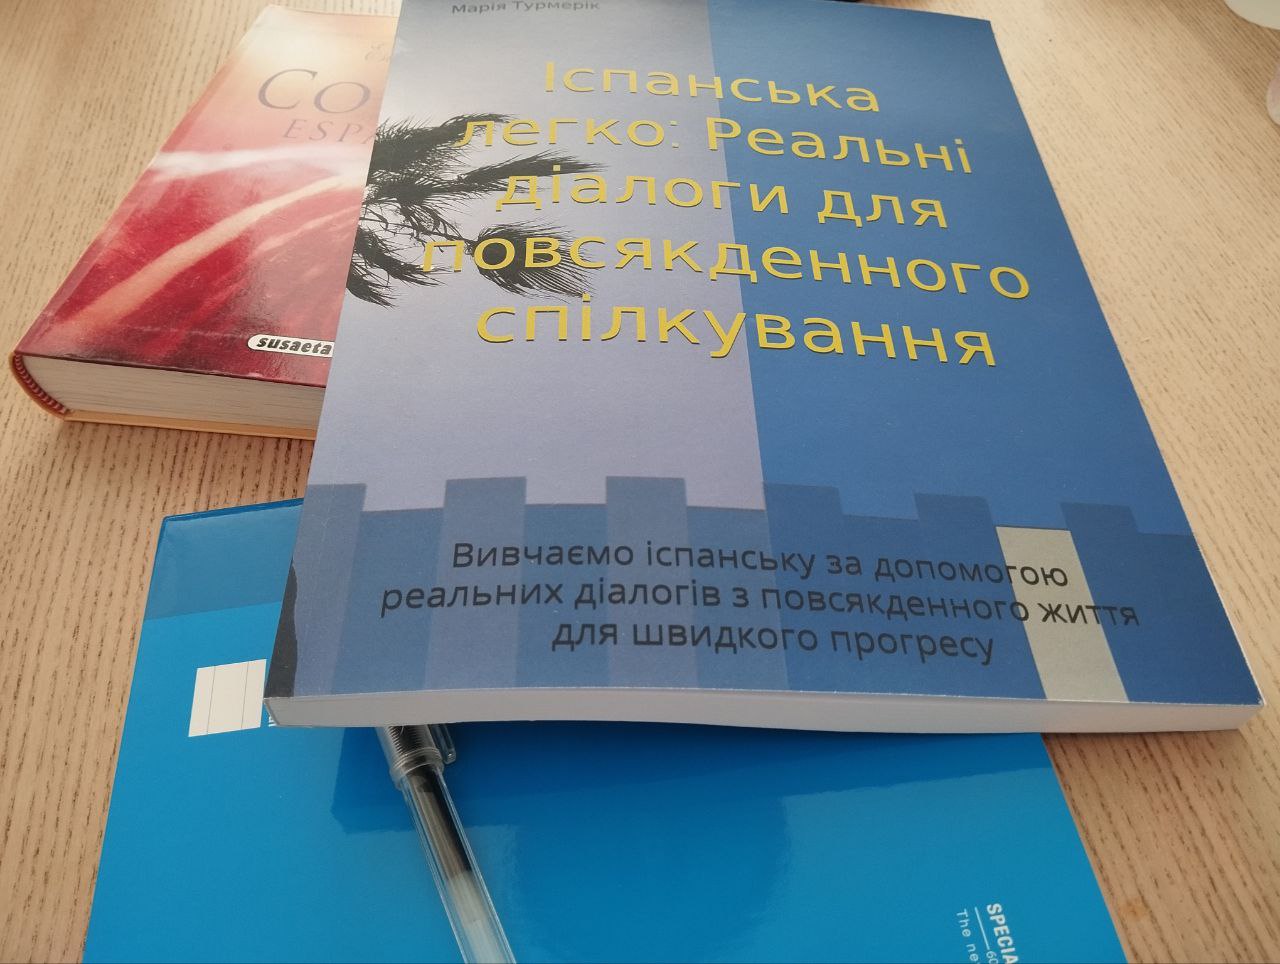 Марія Турмерік
Іспанська
легко: Реальні
діалоги для
повсякденного
спілкування
Вивчаємо іспанську за допомогою
реальних діалогів з повсякденного життя
для швидкого прогресу
susaeta